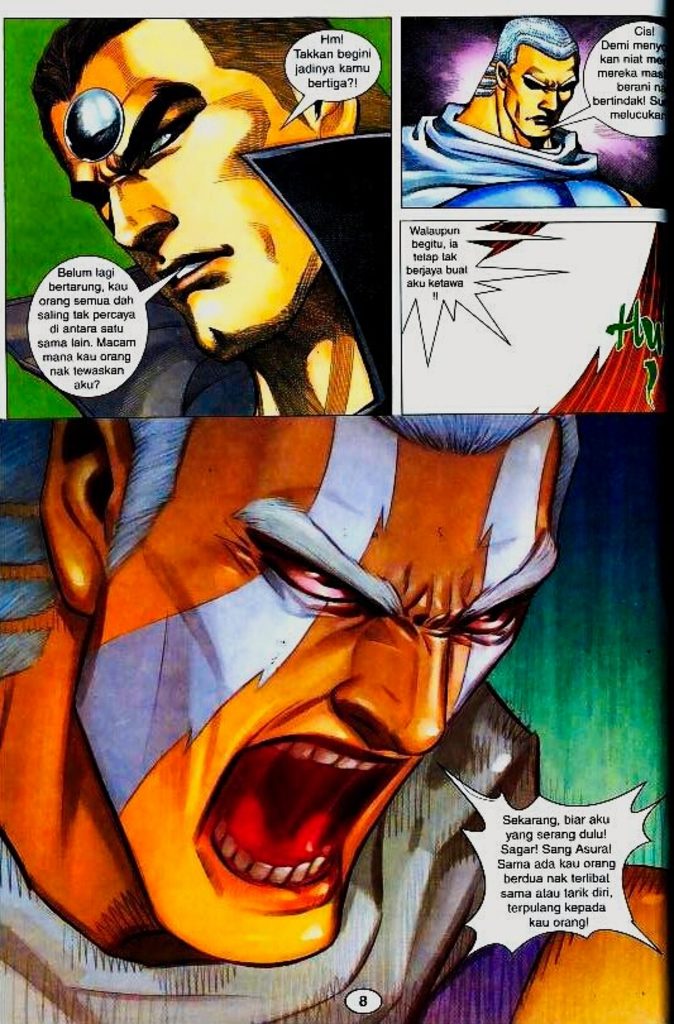 Hm!
Takkan begini
jadinya kamu
bertiga?!
Belum lagi
bertarung, kau
orang semua dah
saling tak percaya
di antara satu
sama lain. Macam
mana kau orang
nak tewaskan
aku?
Cis!
Demi
kan niat
mereka
berani
bertindak!
Walaupun
begitu, ia
tetap tak
berjaya buat
aku ketawa
!!
Sekarang, biar aku
yang serang dulu!
Sagar! Sang Asura!
Sama ada kau orang
berdua nak terlibat
sama atau tarik diri,
terpulang kepada
kau orang!
8